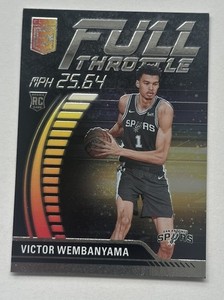 FULL
THROTTLE
MPH 25.64
RC
SPURS
1
SPURS
VICTOR WEMBANYAMA